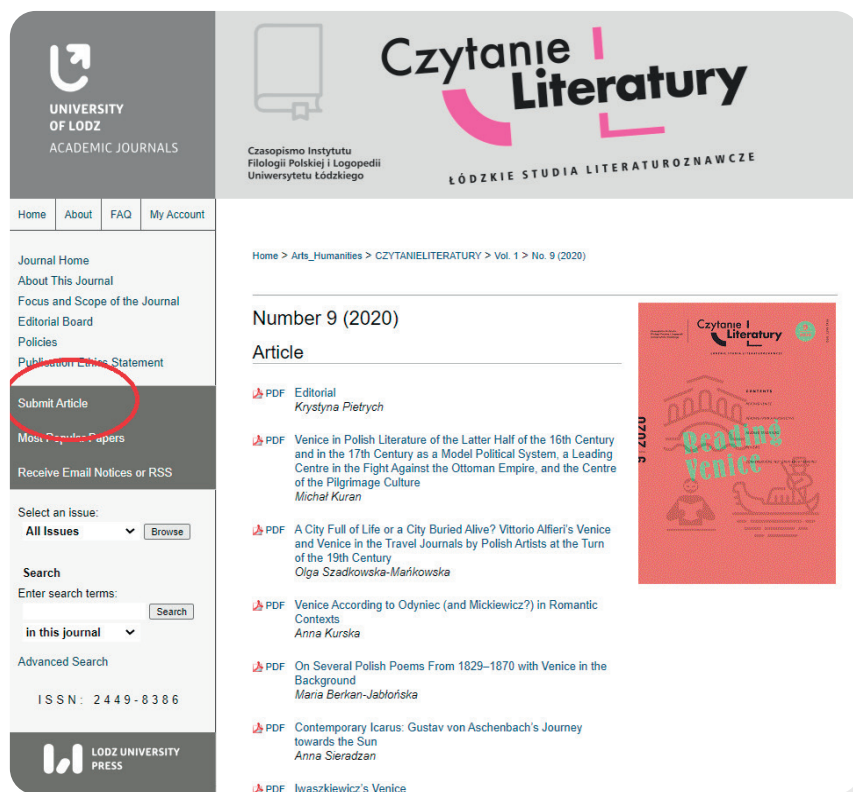 UNIVERSITY
OF LODZ
ACADEMIC JOURNALS
Czytanie
Literatury
Czasopismo Instytutu
Filologii Polskiej i Logopedii
Uniwersytetu Łódzkiego
ŁÓDZKIE STUDIA LITERATUROZNAWCZE
Home About FAQ My Account
Journal Home
About This Journal
Focus and Scope of the Journal
Editorial Board
Policies
Publication Ethics Statement
Submit Article
Most Popular Papers
Receive Email Notices or RSS
Select an issue:
All Issues Browse
Search
Enter search terms:
Search
in this journal
Advanced Search
ISSN: 2449-8386
LODZ UNIVERSITY
PRESS
Home > Arts_Humanities > CZYTANIELITERATURY > Vol. 1 > No. 9 (2020)
Number 9 (2020)
Article
PDF Editorial
Krystyna Pietrych
PDF Venice in Polish Literature of the Latter Half of the 16th Century
and in the 17th Century as a Model Political System, a Leading
Centre in the Fight Against the Ottoman Empire, and the Centre
of the Pilgrimage Culture
Michał Kuran
PDF A City Full of Life or a City Buried Alive? Vittorio Alfieri's Venice
and Venice in the Travel Journals by Polish Artists at the Turn
of the 19th Century
Olga Szadkowska-Mańkowska
PDF Venice According to Odyniec (and Mickiewicz?) in Romantic
Contexts
Anna Kurska
PDF On Several Polish Poems From 1829–1870 with Venice in the
Background
Maria Berkan-Jabłońska
PDF Contemporary Icarus: Gustav von Aschenbach's Journey
towards the Sun
Anna Sieradzan
PDF Iwaszkiewicz's Venice
Czytanie
Literatury
CONTENTS
9 | 2020
Reading
Venice